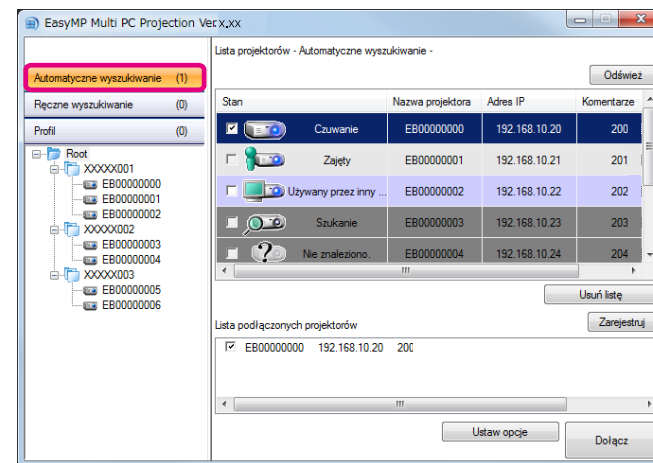 EasyMP Multi PC Projection Ver.x.xx
Lista projektorów - Automatyczne wyszukiwanie -
Automatyczne wyszukiwanie (1)
Ręczne wyszukiwanie (0)
Profil (0)
Odśwież
Stan Nazwa projektora Adres IP Komentarze
Czuwanie EB00000000 192.168.10.20 200
Zajęty EB00000001 192.168.10.21 201
Używany przez inny ... EB00000002 192.168.10.22 202
Szukanie EB00000003 192.168.10.23 203
Nie znaleziono. EB00000004 192.168.10.24 204
Root
XXXXX001
EB00000000
EB00000001
EB00000002
XXXXX002
EB00000003
EB00000004
XXXXX003
EB00000005
EB00000006
Usuń listę
Lista podłączonych projektorów
Zarejestruj
EB00000000 192.168.10.20 200
Ustaw opcje
Dołącz